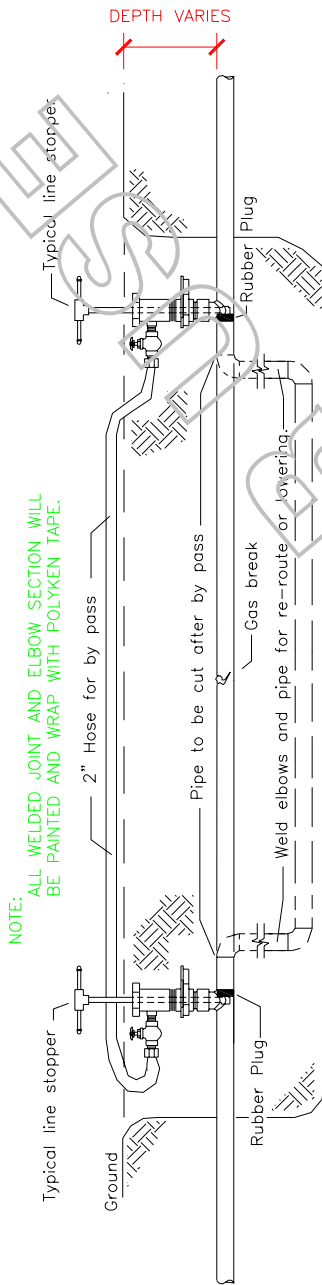 DEPTH VARIES
NOTE:
ALL WELDED JOINT AND ELBOW SECTION WILL
BE PAINTED AND WRAP WITH POLYKEN TAPE.
Typical line stopper
Typical line stopper
2" Hose for by pass
Ground
Pipe to be cut after by pass
Rubber Plug
Rubber Plug
Gas break
Weld elbows and pipe for re-route or lowering.